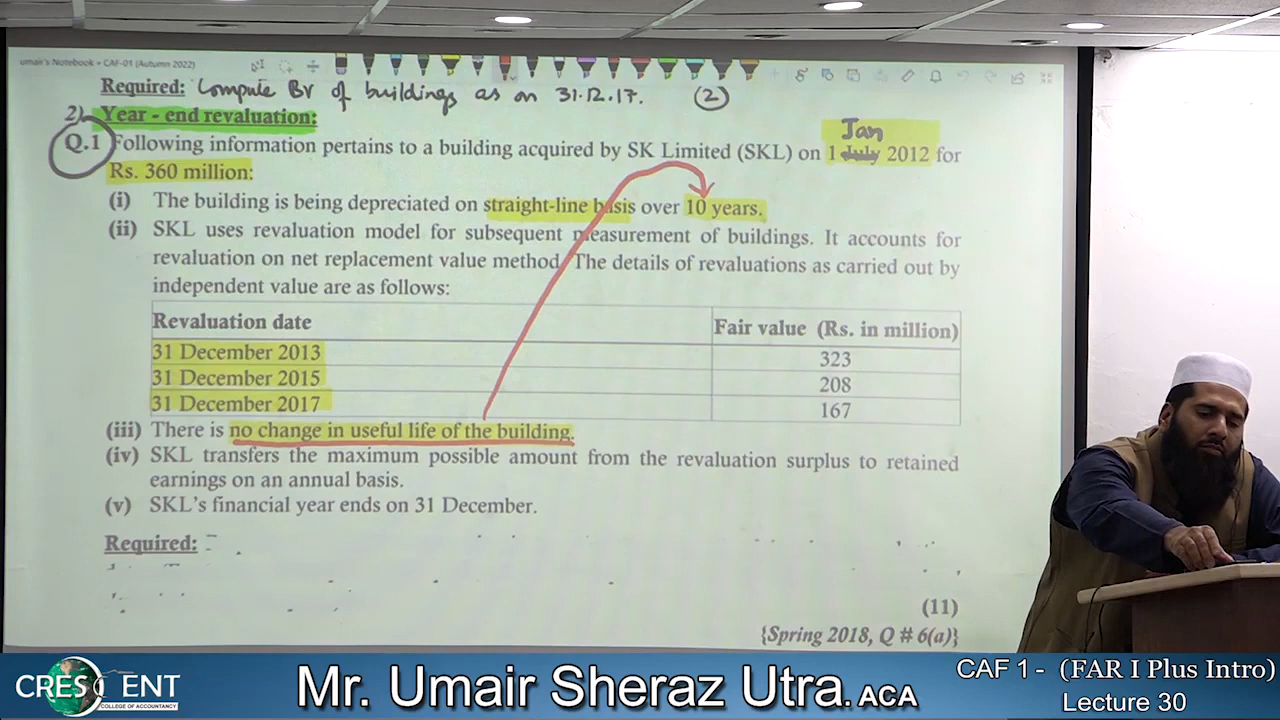 umair's Notebook » CAF-01 (Autumn 2022)
Required: Compute BV of buildings as on 31.12.17. (2)
2) Year - end revaluation:
Jan
Q.1 Following information pertains to a building acquired by SK Limited (SKL) on 1 July 2012 for
Rs. 360 million:
(i) The building is being depreciated on straight-line basis over 10 years.
(ii) SKL uses revaluation model for subsequent measurement of buildings. It accounts for
revaluation on net replacement value method. The details of revaluations as carried out by
independent value are as follows:
Revaluation date Fair value (Rs. in million)
31 December 2013 323
31 December 2015 208
31 December 2017 167
(iii) There is no change in useful life of the building.
(iv) SKL transfers the maximum possible amount from the revaluation surplus to retained
earnings on an annual basis.
(v) SKL's financial year ends on 31 December.
Required:
(11)
{Spring 2018, Q # 6(a)}
CRESCENT
COLLEGE OF ACCOUNTANCY
Mr. Umair Sheraz Utra. ACA
CAF 1 - (FAR I Plus Intro)
Lecture 30